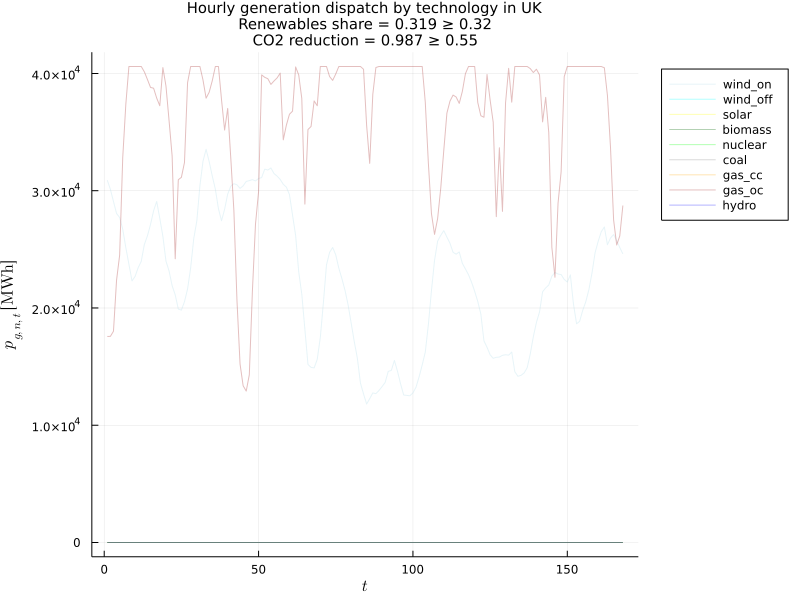 Hourly generation dispatch by technology in UK
Renewables share = 0.319 ≥ 0.32
CO2 reduction = 0.987 ≥ 0.55
4.0×10⁴
3.0×10⁴
2.0×10⁴
1.0×10⁴
0
p_{g,n,t} [MWh]
0 50 100 150
t
wind_on
wind_off
solar
biomass
nuclear
coal
gas_cc
gas_oc
hydro